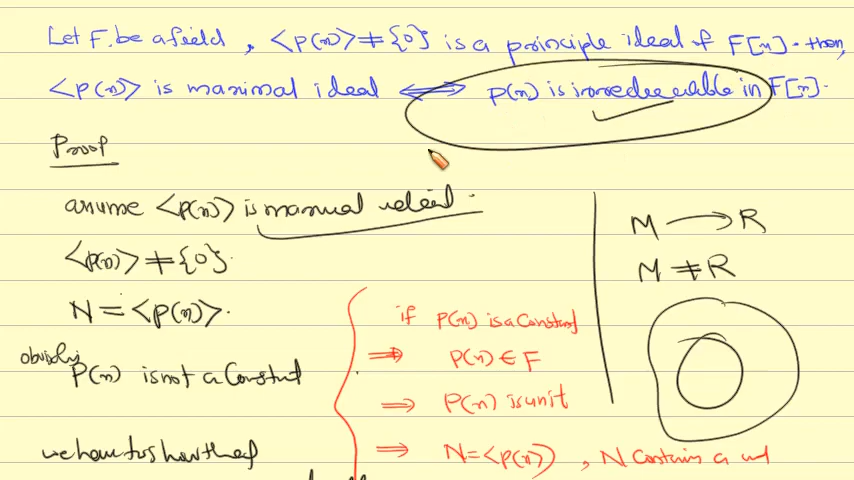 Let F. be a field, <P(x)> ≠ {0} is a principle ideal of F[x]. then,
<P(x)> is maximal ideal ⟺ P(x) is irreduceable in F[x].
Proof
assume <P(x)> is maximal ideal.
<P(x)> ≠ {0}.
N = <P(x)>.
obviously
P(x) is not a Constant
we have to show that
if P(x) is a Constant
⇒ P(x) ∈ F
⇒ P(x) is unit
⇒ N = <P(x)>, N Contains a unit
M ⟶ R
M ≠ R